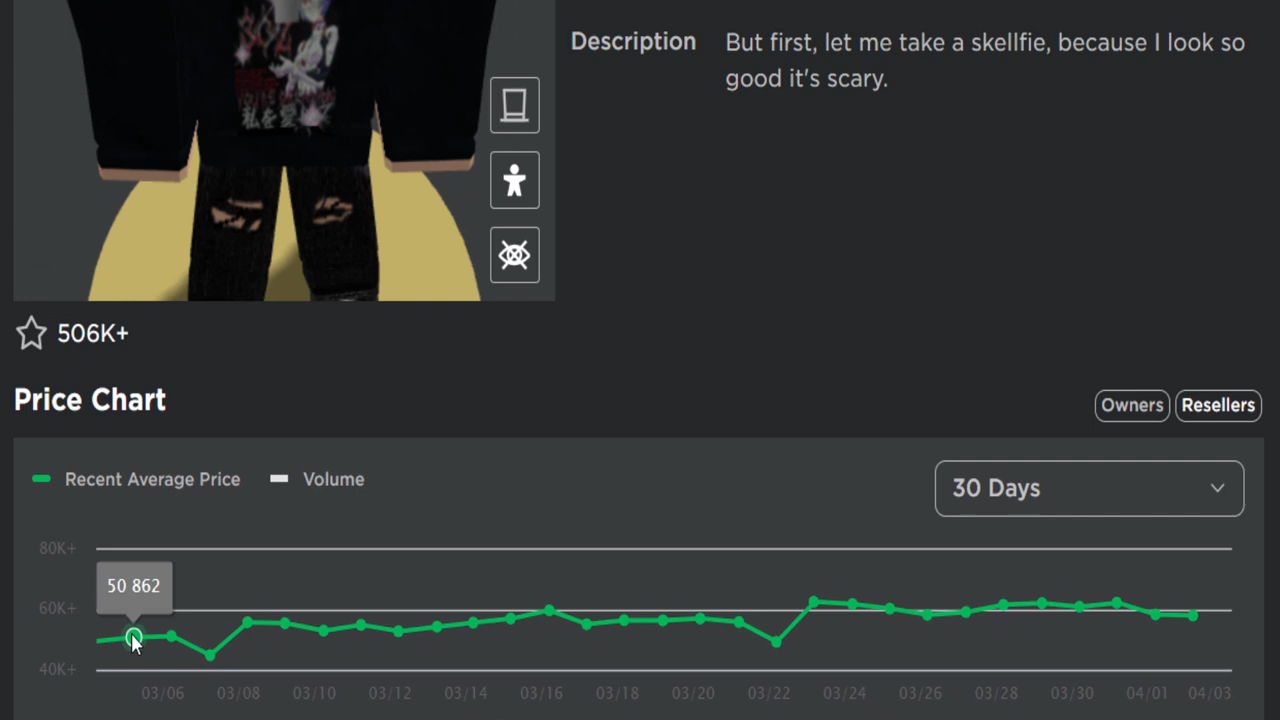 私を愛
Description
But first, let me take a skellfie, because I look so
good it's scary.
506K+
Price Chart
Owners
Resellers
Recent Average Price
Volume
30 Days
80K+
50 862
60K+
40K+
03/06 03/08 03/10 03/12 03/14 03/16 03/18 03/20 03/22 03/24 03/26 03/28 03/30 04/01 04/03